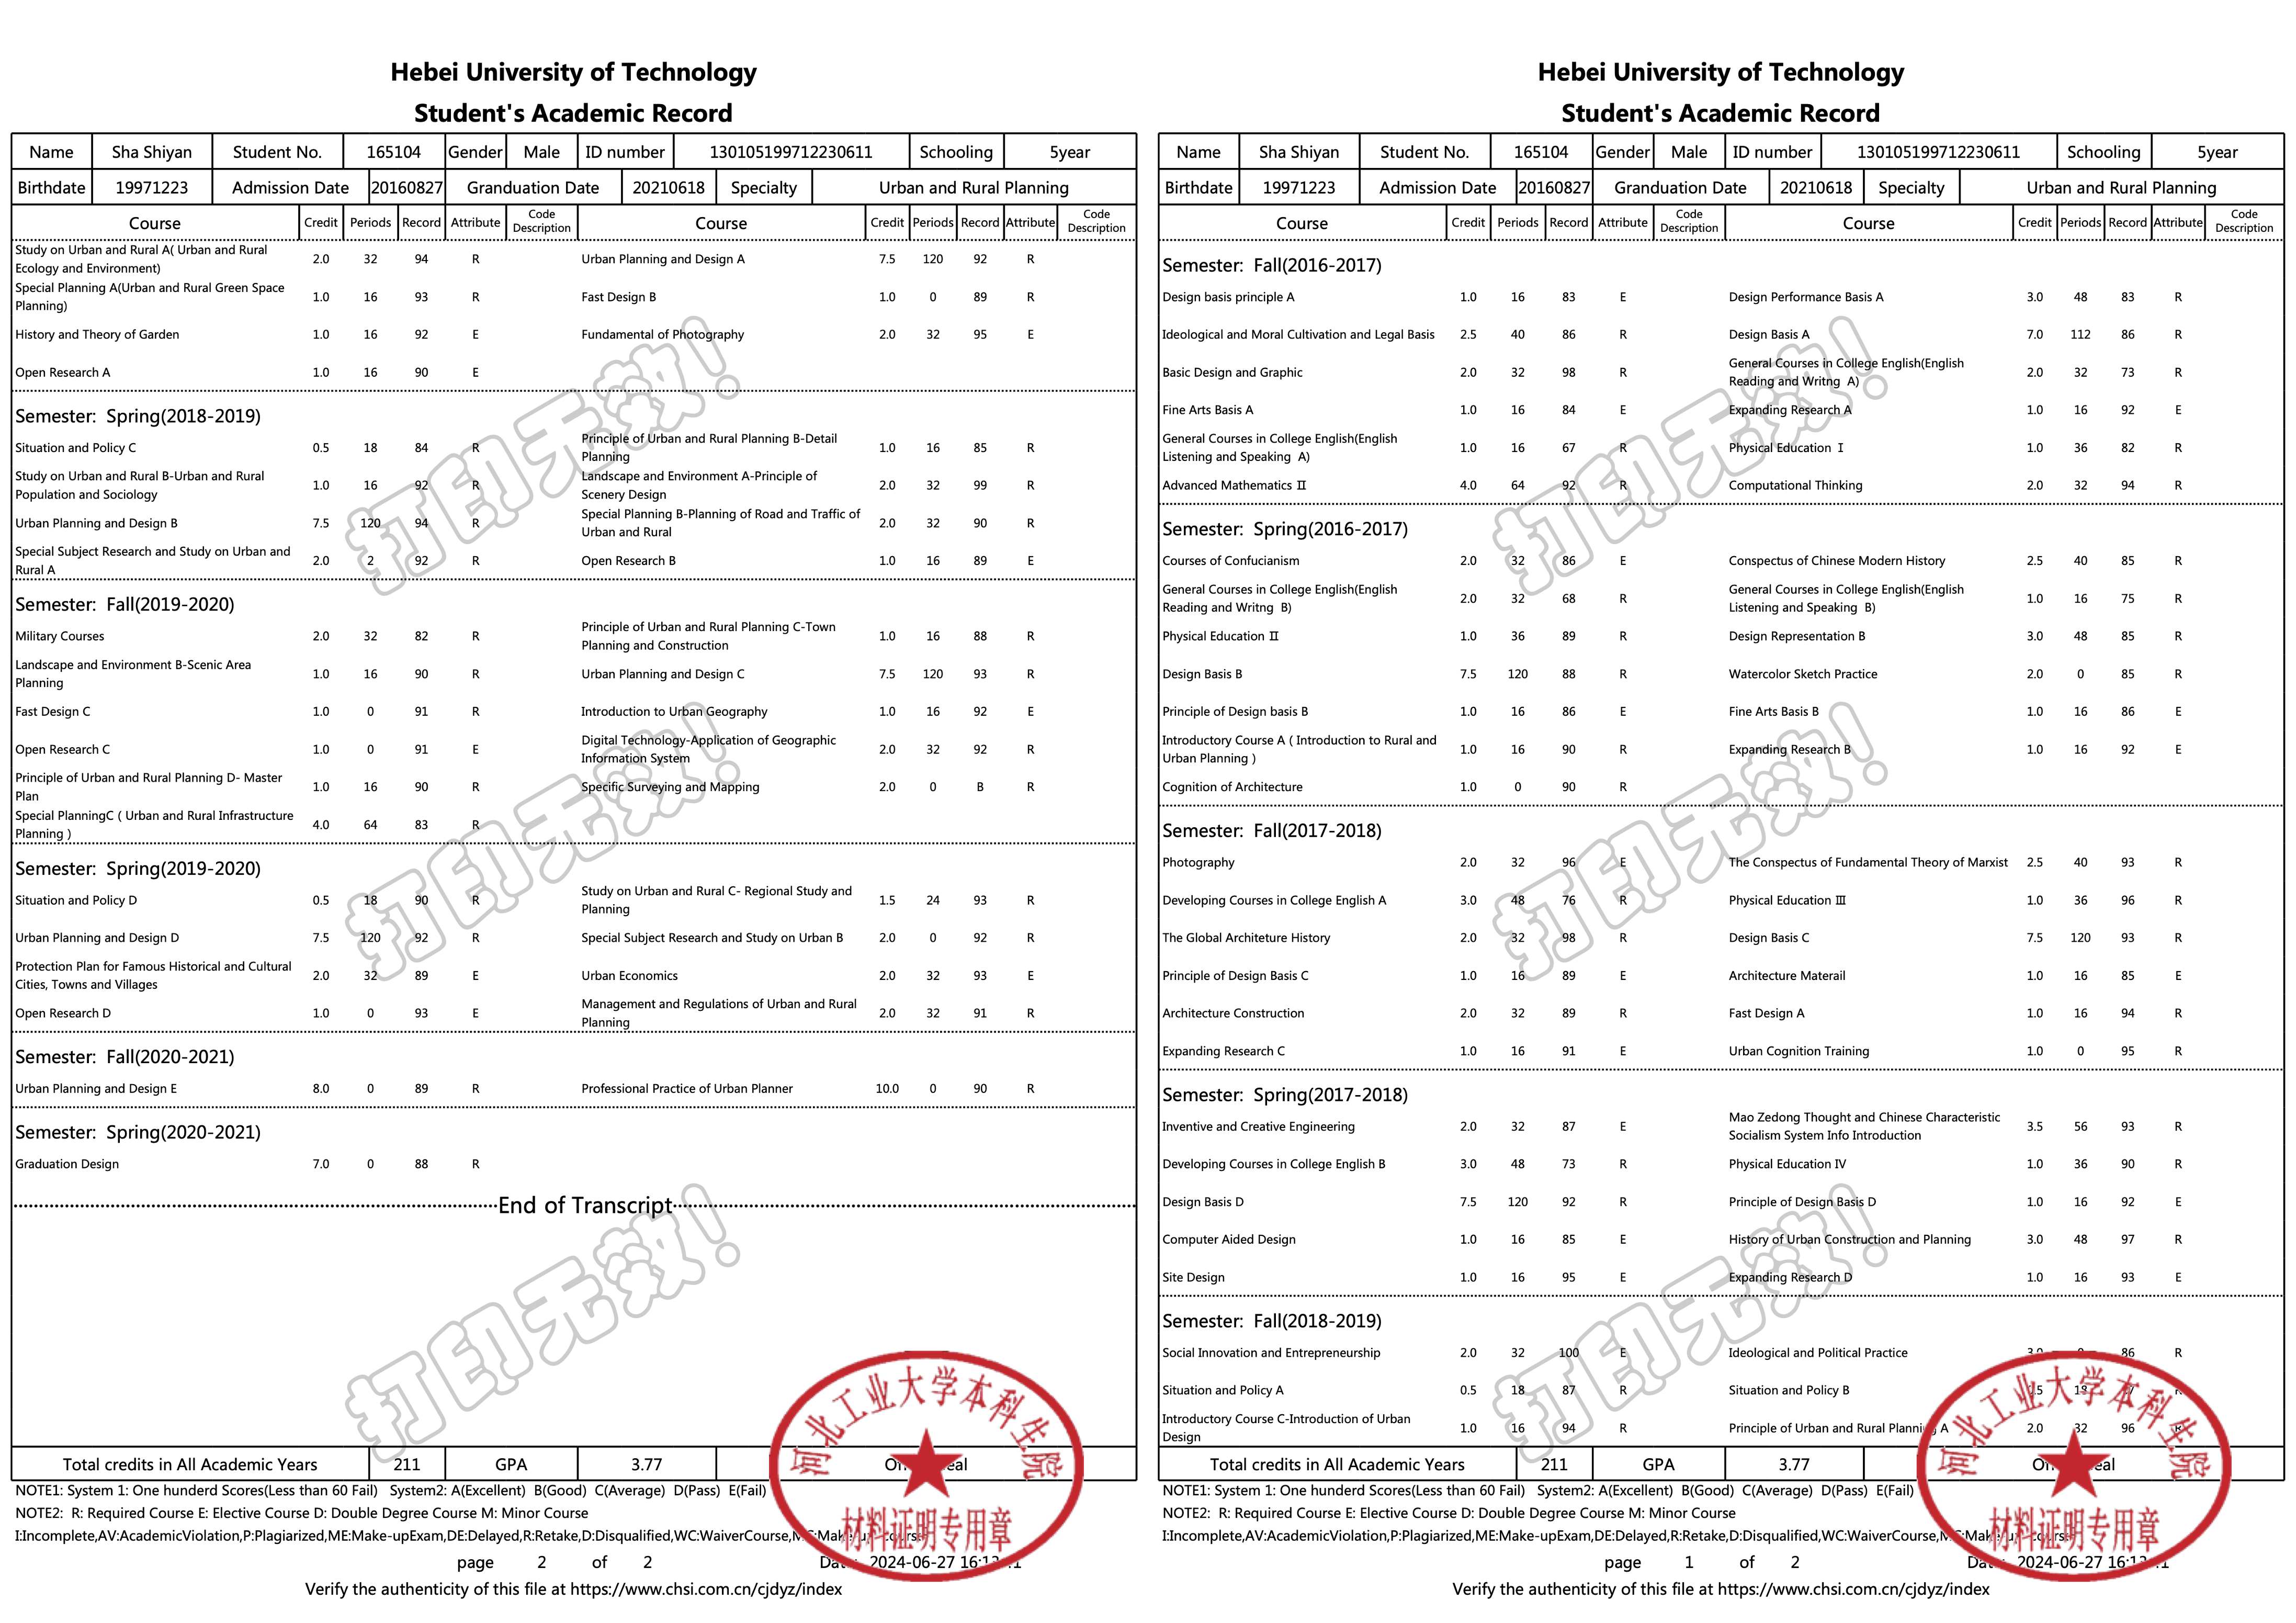 Hebei University of Technology
Student's Academic Record
Name Sha Shiyan Student No. 165104 Gender Male ID number 130105199712230611 Schooling 5year
Birthdate 19971223 Admission Date 20160827 Granduation Date 20210618 Specialty Urban and Rural Planning
Course Credit Periods Record Attribute Code Description Course Credit Periods Record Attribute Code Description
Study on Urban and Rural A( Urban and Rural Ecology and Environment) 2.0 32 94 R Urban Planning and Design A 7.5 120 92 R
Special Planning A(Urban and Rural Green Space Planning) 1.0 16 93 R Fast Design B 1.0 0 89 R
History and Theory of Garden 1.0 16 92 E Fundamental of Photography 2.0 32 95 E
Open Research A 1.0 16 90 E
Semester: Spring(2018-2019)
Situation and Policy C 0.5 18 84 R Principle of Urban and Rural Planning B-Detail Planning 1.0 16 85 R
Study on Urban and Rural B-Urban and Rural Population and Sociology 1.0 16 92 R Landscape and Environment A-Principle of Scenery Design 2.0 32 99 R
Urban Planning and Design B 7.5 120 94 R Special Planning B-Planning of Road and Traffic of Urban and Rural 2.0 32 90 R
Special Subject Research and Study on Urban and Rural A 2.0 2 92 R Open Research B 1.0 16 89 E
Semester: Fall(2019-2020)
Military Courses 2.0 32 82 R Principle of Urban and Rural Planning C-Town Planning and Construction 1.0 16 88 R
Landscape and Environment B-Scenic Area Planning 1.0 16 90 R Urban Planning and Design C 7.5 120 93 R
Fast Design C 1.0 0 91 R Introduction to Urban Geography 1.0 16 92 E
Open Research C 1.0 0 91 E Digital Technology-Application of Geographic Information System 2.0 32 92 R
Principle of Urban and Rural Planning D- Master Plan 1.0 16 90 R Specific Surveying and Mapping 2.0 0 B R
Special PlanningC ( Urban and Rural Infrastructure Planning ) 4.0 64 83 R
Semester: Spring(2019-2020)
Situation and Policy D 0.5 18 90 R Study on Urban and Rural C- Regional Study and Planning 1.5 24 93 R
Urban Planning and Design D 7.5 120 92 R Special Subject Research and Study on Urban B 2.0 0 92 R
Protection Plan for Famous Historical and Cultural Cities, Towns and Villages 2.0 32 89 E Urban Economics 2.0 32 93 E
Open Research D 1.0 0 93 E Management and Regulations of Urban and Rural Planning 2.0 32 91 R
Semester: Fall(2020-2021)
Urban Planning and Design E 8.0 0 89 R Professional Practice of Urban Planner 10.0 0 90 R
Semester: Spring(2020-2021)
Graduation Design 7.0 0 88 R
End of Transcript
打印无效!
打印无效!
打印无效!
Total credits in All Academic Years 211 GPA 3.77
河北工业大学本科生院
材料证明专用章
NOTE1: System 1: One hunderd Scores(Less than 60 Fail) System2: A(Excellent) B(Good) C(Average) D(Pass) E(Fail)
NOTE2: R: Required Course E: Elective Course D: Double Degree Course M: Minor Course
I:Incomplete,AV:AcademicViolation,P:Plagiarized,ME:Make-upExam,DE:Delayed,R:Retake,D:Disqualified,WC:WaiverCourse,
page 2 of 2 2024-06-27
Verify the authenticity of this file at https://www.chsi.com.cn/cjdyz/index
Hebei University of Technology
Student's Academic Record
Name Sha Shiyan Student No. 165104 Gender Male ID number 130105199712230611 Schooling 5year
Birthdate 19971223 Admission Date 20160827 Granduation Date 20210618 Specialty Urban and Rural Planning
Course Credit Periods Record Attribute Code Description Course Credit Periods Record Attribute Code Description
Semester: Fall(2016-2017)
Design basis principle A 1.0 16 83 E Design Performance Basis A 3.0 48 83 R
Ideological and Moral Cultivation and Legal Basis 2.5 40 86 R Design Basis A 7.0 112 86 R
Basic Design and Graphic 2.0 32 98 R General Courses in College English(English Reading and Writng A) 2.0 32 73 R
Fine Arts Basis A 1.0 16 84 E Expanding Research A 1.0 16 92 E
General Courses in College English(English Listening and Speaking A) 1.0 16 67 R Physical Education Ⅰ 1.0 36 82 R
Advanced Mathematics Ⅱ 4.0 64 92 R Computational Thinking 2.0 32 94 R
Semester: Spring(2016-2017)
Courses of Confucianism 2.0 32 86 E Conspectus of Chinese Modern History 2.5 40 85 R
General Courses in College English(English Reading and Writng B) 2.0 32 68 R General Courses in College English(English Listening and Speaking B) 1.0 16 75 R
Physical Education Ⅱ 1.0 36 89 R Design Representation B 3.0 48 85 R
Design Basis B 7.5 120 88 R Watercolor Sketch Practice 2.0 0 85 R
Principle of Design basis B 1.0 16 86 E Fine Arts Basis B 1.0 16 86 E
Introductory Course A ( Introduction to Rural and Urban Planning ) 1.0 16 90 R Expanding Research B 1.0 16 92 E
Cognition of Architecture 1.0 0 90 R
Semester: Fall(2017-2018)
Photography 2.0 32 96 E The Conspectus of Fundamental Theory of Marxist 2.5 40 93 R
Developing Courses in College English A 3.0 48 76 R Physical Education Ⅲ 1.0 36 96 R
The Global Architeture History 2.0 32 98 R Design Basis C 7.5 120 93 R
Principle of Design Basis C 1.0 16 89 E Architecture Materail 1.0 16 85 E
Architecture Construction 2.0 32 89 R Fast Design A 1.0 16 94 R
Expanding Research C 1.0 16 91 E Urban Cognition Training 1.0 0 95 R
Semester: Spring(2017-2018)
Inventive and Creative Engineering 2.0 32 87 E Mao Zedong Thought and Chinese Characteristic Socialism System Info Introduction 3.5 56 93 R
Developing Courses in College English B 3.0 48 73 R Physical Education Ⅳ 1.0 36 90 R
Design Basis D 7.5 120 92 R Principle of Design Basis D 1.0 16 92 E
Computer Aided Design 1.0 16 85 E History of Urban Construction and Planning 3.0 48 97 R
Site Design 1.0 16 95 E Expanding Research D 1.0 16 93 E
Semester: Fall(2018-2019)
Social Innovation and Entrepreneurship 2.0 32 100 E Ideological and Political Practice 86 R
Situation and Policy A 0.5 18 87 R Situation and Policy B
Introductory Course C-Introduction of Urban Design 1.0 16 94 R Principle of Urban and Rural Planning A 2.0 32 96 R
打印无效!
打印无效!
打印无效!
Total credits in All Academic Years 211 GPA 3.77
河北工业大学本科生院
材料证明专用章
NOTE1: System 1: One hunderd Scores(Less than 60 Fail) System2: A(Excellent) B(Good) C(Average) D(Pass) E(Fail)
NOTE2: R: Required Course E: Elective Course D: Double Degree Course M: Minor Course
I:Incomplete,AV:AcademicViolation,P:Plagiarized,ME:Make-upExam,DE:Delayed,R:Retake,D:Disqualified,WC:WaiverCourse,
page 1 of 2 2024-06-27
Verify the authenticity of this file at https://www.chsi.com.cn/cjdyz/index